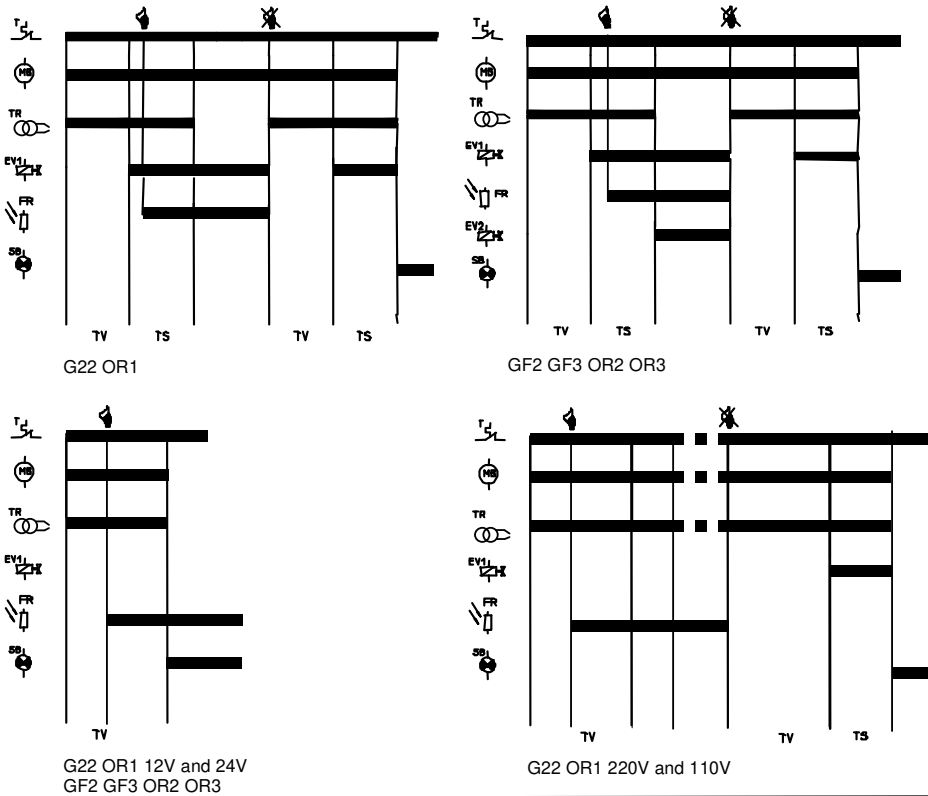 T
MB
TR
EV1
FR
SB
TV TS TV TS
G22 OR1
T
MB
TR
EV1
FR
EV2
SB
TV TS TV TS
GF2 GF3 OR2 OR3
T
MB
TR
EV1
FR
SB
TV
G22 OR1 12V and 24V
GF2 GF3 OR2 OR3
T
MB
TR
EV1
FR
SB
TV TV TS
G22 OR1 220V and 110V